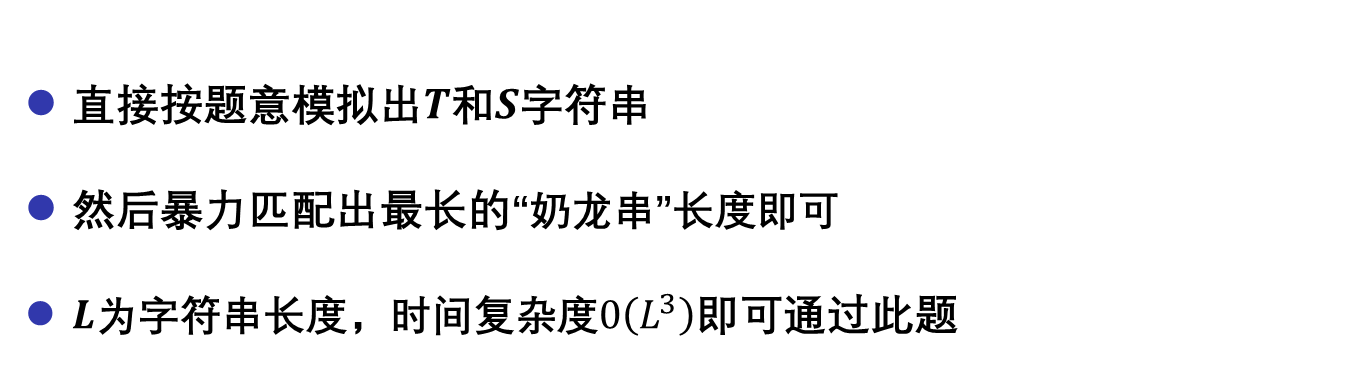 直接按题意模拟出T和S字符串
然后暴力匹配出最长的“奶龙串”长度即可
L为字符串长度，时间复杂度0(L³)即可通过此题